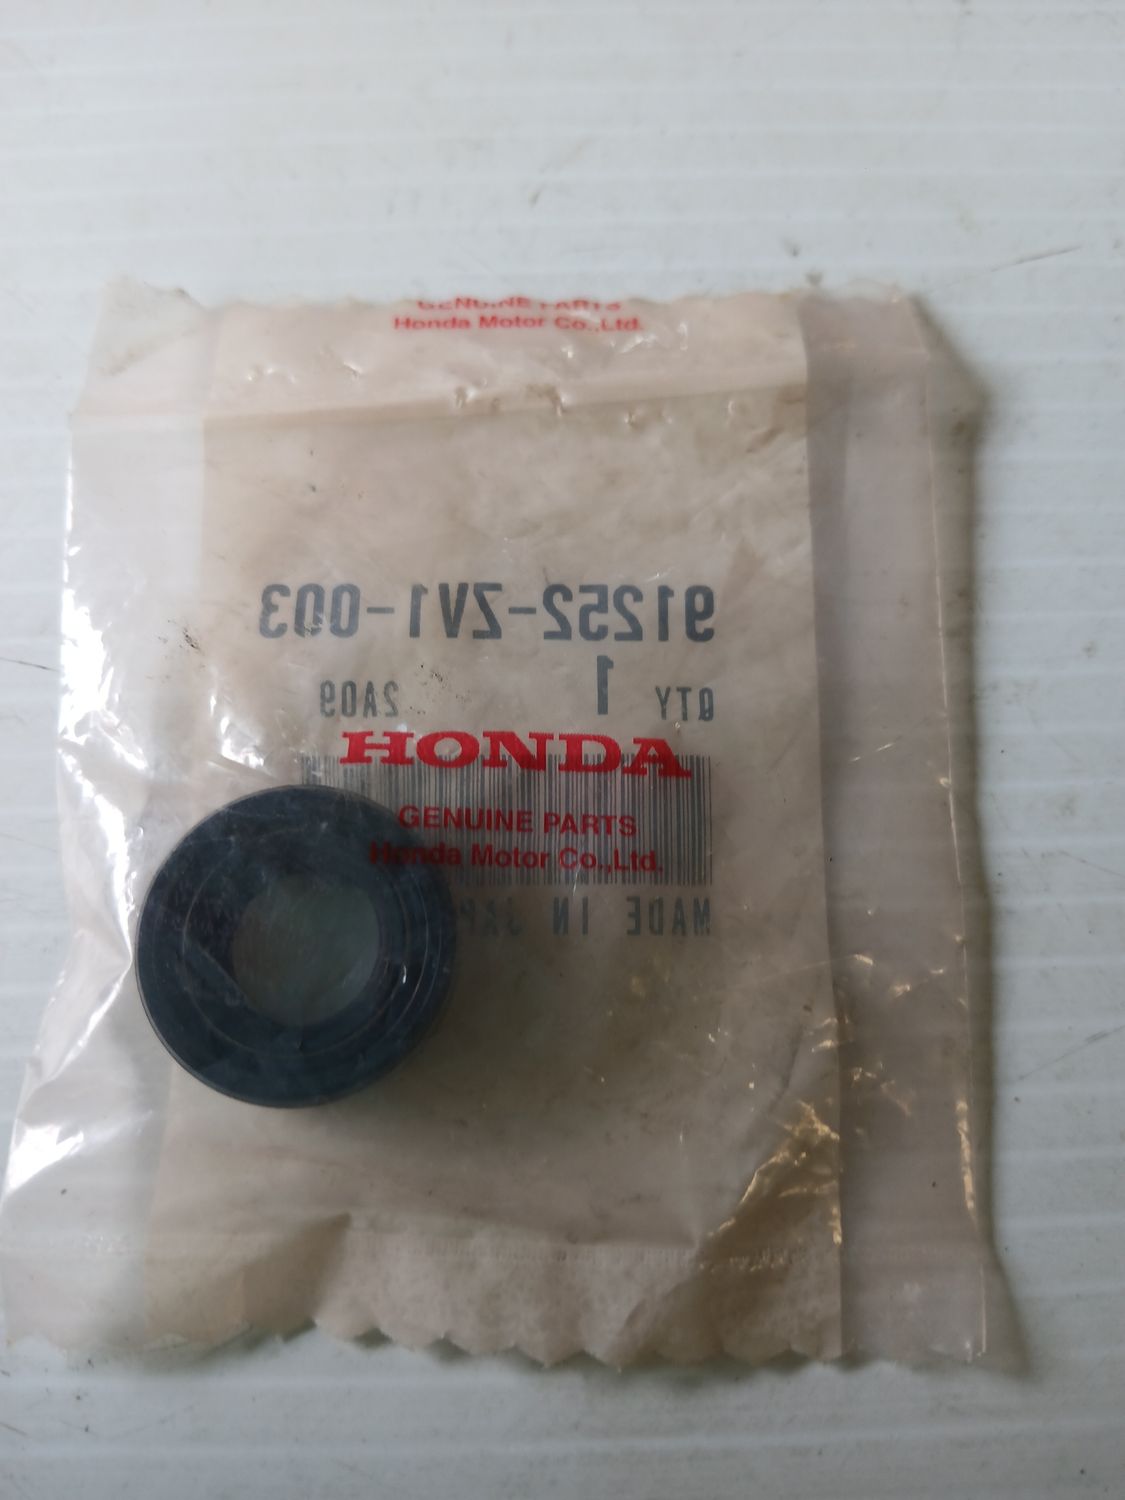 GENUINE PARTS
Honda Motor Co.,Ltd.
91252-ZV1-003
QTY 1 2A09
HONDA
GENUINE PARTS
Honda Motor Co.,Ltd.
MADE IN